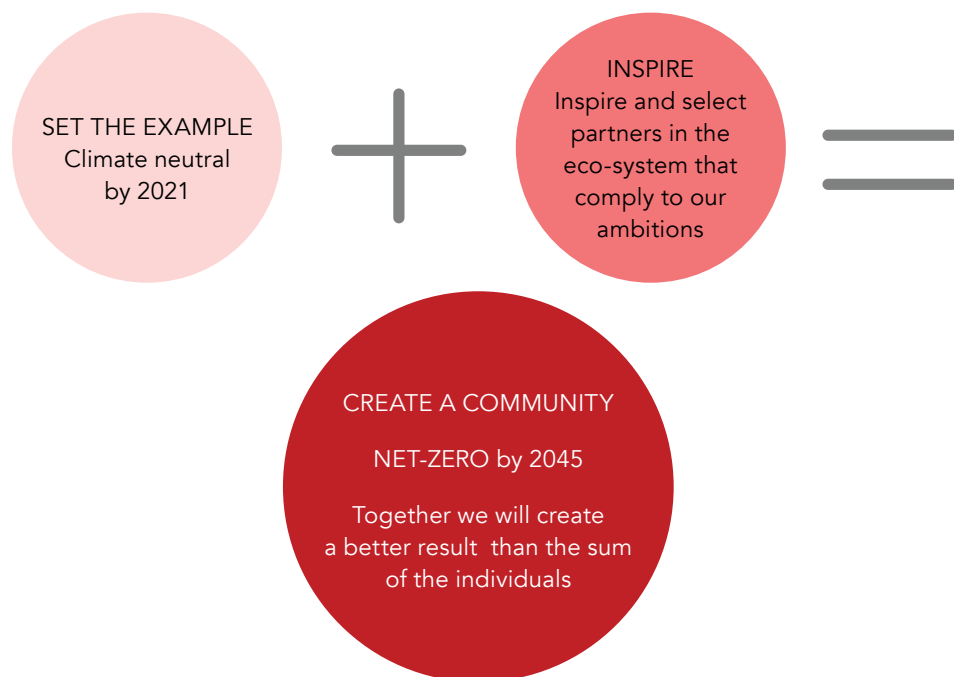 SET THE EXAMPLE
Climate neutral
by 2021
INSPIRE
Inspire and select
partners in the
eco-system that
comply to our
ambitions
CREATE A COMMUNITY
NET-ZERO by 2045
Together we will create
a better result  than the sum
of the individuals